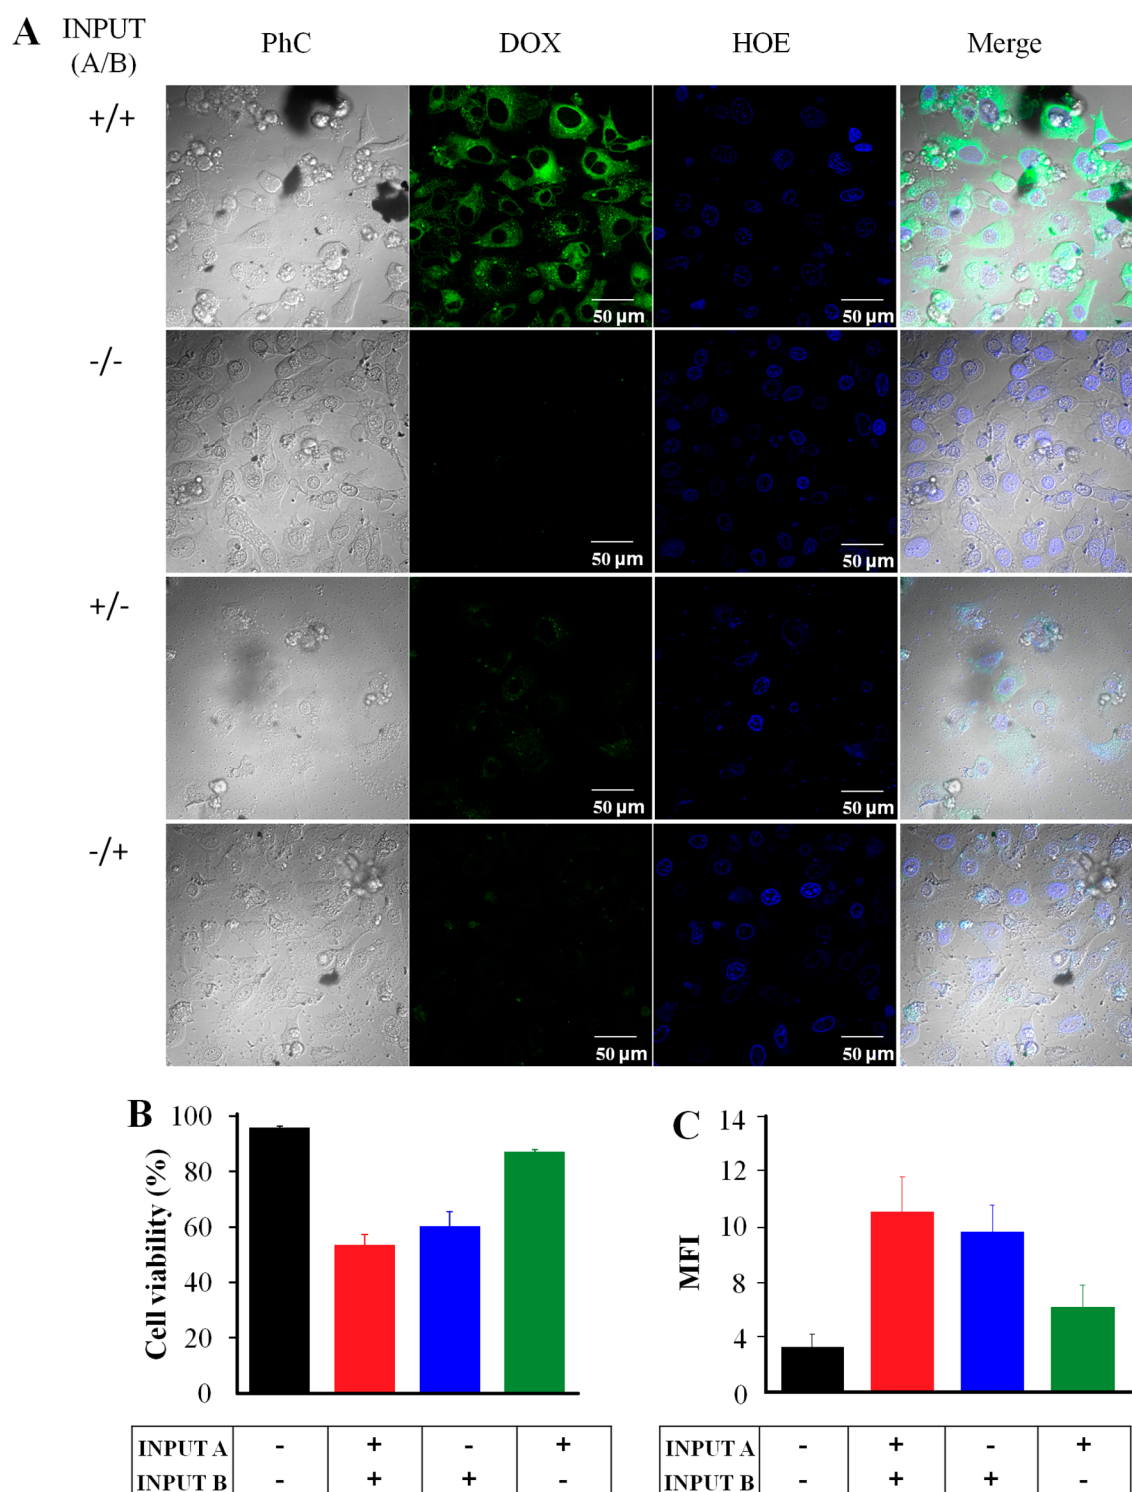 A INPUT (A/B) PhC DOX HOE Merge
+/+
50 µm 50 µm
-/-
50 µm 50 µm
+/-
50 µm 50 µm
-/+
50 µm 50 µm
B
Cell viability (%)
100
80
60
40
20
0
INPUT A - + - +
INPUT B - + + -
C
MFI
14
12
10
8
4
0
INPUT A - + - +
INPUT B - + + -